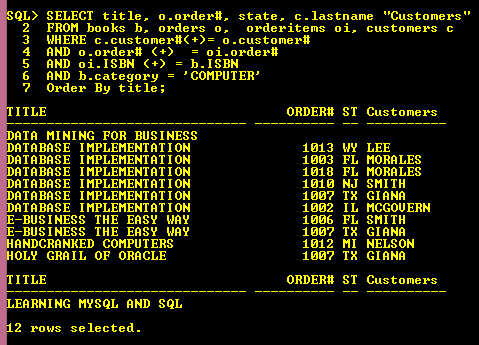 SQL> SELECT title, o.order#, state, c.lastname "Customers"
2 FROM books b, orders o, orderitems oi, customers c
3 WHERE c.customer#(+)= o.customer#
4 AND o.order# (+) = oi.order#
5 AND oi.ISBN (+) = b.ISBN
6 AND b.category = 'COMPUTER'
7 Order By title;
TITLE ORDER# ST Customers
------------------------------ ---------- -- ----------
DATA MINING FOR BUSINESS
DATABASE IMPLEMENTATION 1013 WY LEE
DATABASE IMPLEMENTATION 1003 FL MORALES
DATABASE IMPLEMENTATION 1018 FL MORALES
DATABASE IMPLEMENTATION 1010 NJ SMITH
DATABASE IMPLEMENTATION 1007 TX GIANA
DATABASE IMPLEMENTATION 1002 IL MCGOVERN
E-BUSINESS THE EASY WAY 1006 FL SMITH
E-BUSINESS THE EASY WAY 1007 TX GIANA
HANDCRANKED COMPUTERS 1012 MI NELSON
HOLY GRAIL OF ORACLE 1007 TX GIANA
TITLE ORDER# ST Customers
------------------------------ ---------- -- ----------
LEARNING MYSQL AND SQL
12 rows selected.